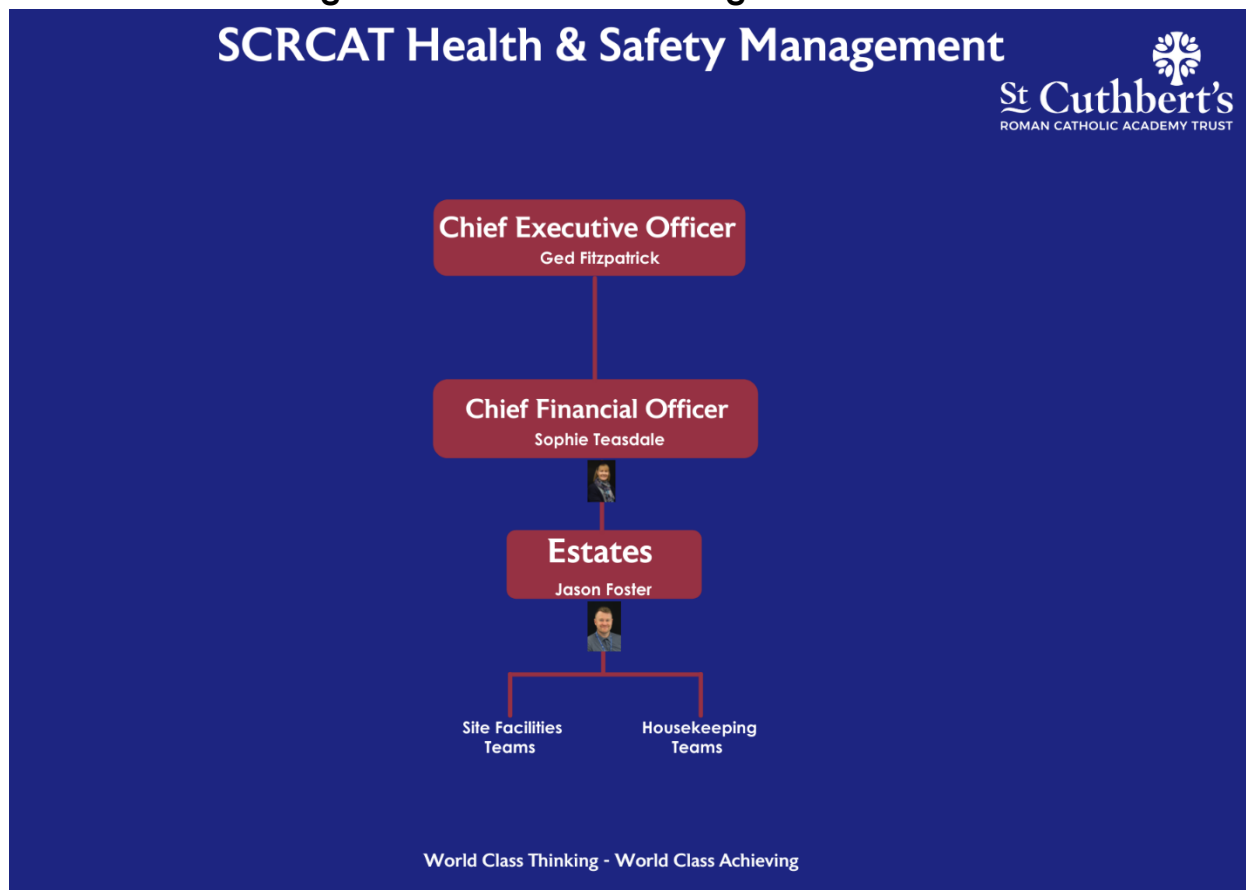 SCRCAT Health & Safety Management
St Cuthbert's
ROMAN CATHOLIC ACADEMY TRUST
Chief Executive Officer
Ged Fitzpatrick
Chief Financial Officer
Sophie Teasdale
Estates
Jason Foster
Site Facilities
Teams
Housekeeping
Teams
World Class Thinking - World Class Achieving